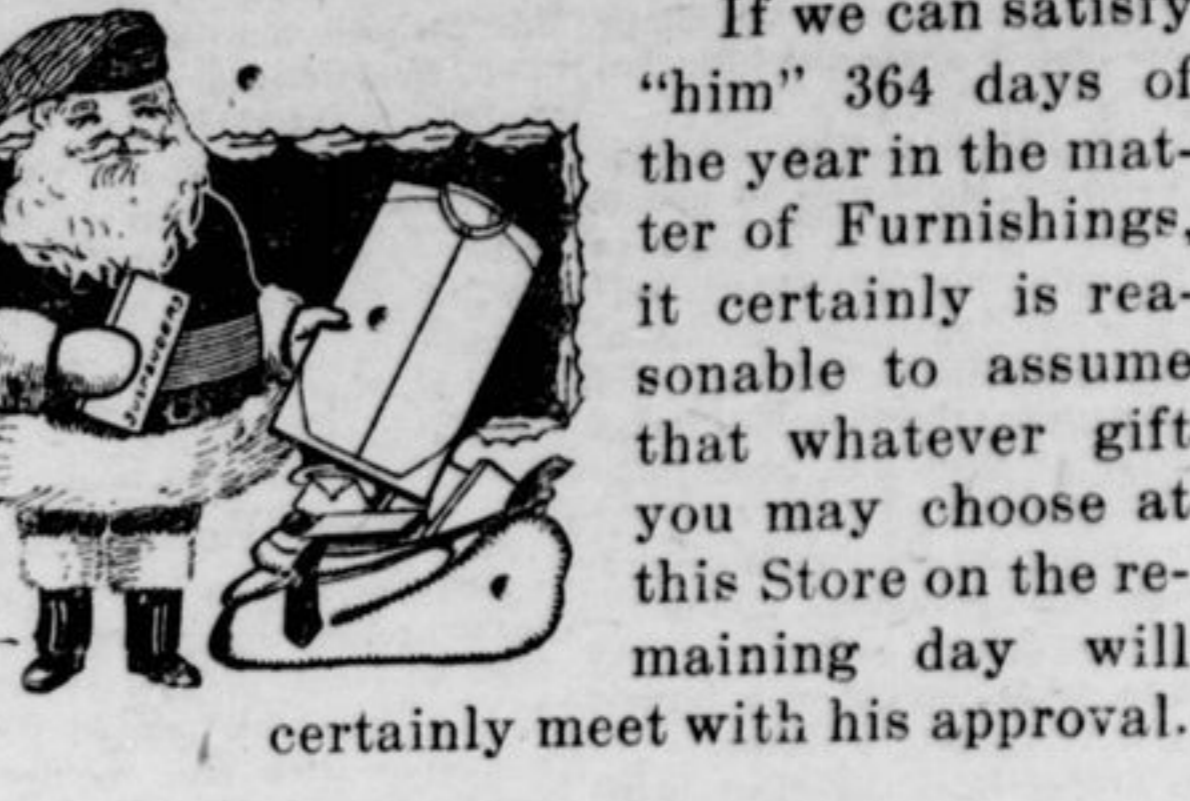 If we can satisfy
“him” 364 days of
the year in the mat-
ter of Furnishings,
it certainly is rea-
sonable to assume
that whatever gift
you may choose at
this Store on the re-
maining day will
certainly meet with his approval.
SUSPENDERS